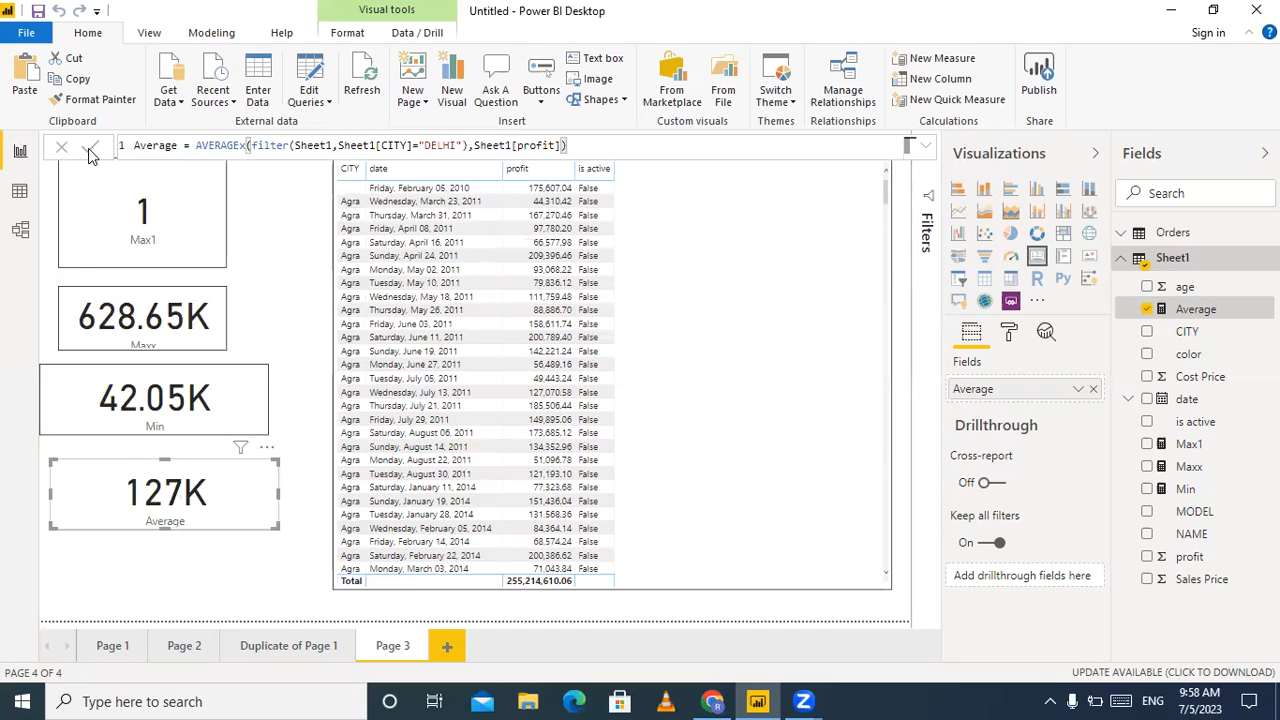 Visual tools
Untitled - Power BI Desktop
File
Home
View
Modeling
Help
Format
Data / Drill
Sign in
Paste
Cut
Copy
Format Painter
Clipboard
Get Data
Recent Sources
Enter Data
Edit Queries
Refresh
External data
New Page
New Visual
Ask A Question
Buttons
Text box
Image
Shapes
Insert
From Marketplace
From File
Custom visuals
Switch Theme
Themes
Manage Relationships
Relationships
New Measure
New Column
New Quick Measure
Calculations
Publish
Share
1 Average = AVERAGEx(filter(Sheet1,Sheet1[CITY]="DELHI"),Sheet1[profit])
1
Max1
628.65K
Maxx
42.05K
Min
127K
Average
CITY date profit is active
Friday, February 05, 2010 175,607.04 False
Agra Wednesday, March 23, 2011 44,310.42 False
Agra Thursday, March 31, 2011 167,270.46 False
Agra Friday, April 08, 2011 97,780.20 False
Agra Saturday, April 16, 2011 66,577.98 False
Agra Sunday, April 24, 2011 209,396.46 False
Agra Monday, May 02, 2011 93,068.22 False
Agra Tuesday, May 10, 2011 79,836.12 False
Agra Wednesday, May 18, 2011 111,759.48 False
Agra Thursday, May 26, 2011 88,886.70 False
Agra Friday, June 03, 2011 158,611.74 False
Agra Saturday, June 11, 2011 200,789.40 False
Agra Sunday, June 19, 2011 142,221.24 False
Agra Monday, June 27, 2011 56,489.16 False
Agra Tuesday, July 05, 2011 49,443.24 False
Agra Wednesday, July 13, 2011 127,070.58 False
Agra Thursday, July 21, 2011 185,506.44 False
Agra Friday, July 29, 2011 149,895.06 False
Agra Saturday, August 06, 2011 173,685.12 False
Agra Sunday, August 14, 2011 134,352.96 False
Agra Monday, August 22, 2011 51,096.78 False
Agra Tuesday, August 30, 2011 121,193.10 False
Agra Saturday, January 11, 2014 77,323.68 False
Agra Sunday, January 19, 2014 151,436.04 False
Agra Tuesday, January 28, 2014 131,568.36 False
Agra Wednesday, February 05, 2014 84,364.14 False
Agra Friday, February 14, 2014 68,574.24 False
Agra Saturday, February 22, 2014 200,386.62 False
Agra Monday, March 03, 2014 71,043.84 False
Total 255,214,610.06
Filters
Visualizations
R
Py
Fields
Average
Drillthrough
Cross-report
Off
Keep all filters
On
Add drillthrough fields here
Fields
Search
Orders
Sheet1
age
Average
CITY
color
Cost Price
date
is active
Max1
Maxx
Min
MODEL
NAME
profit
Sales Price
Page 1
Page 2
Duplicate of Page 1
Page 3
PAGE 4 OF 4
UPDATE AVAILABLE (CLICK TO DOWNLOAD)
Type here to search
ENG
9:58 AM
7/5/2023